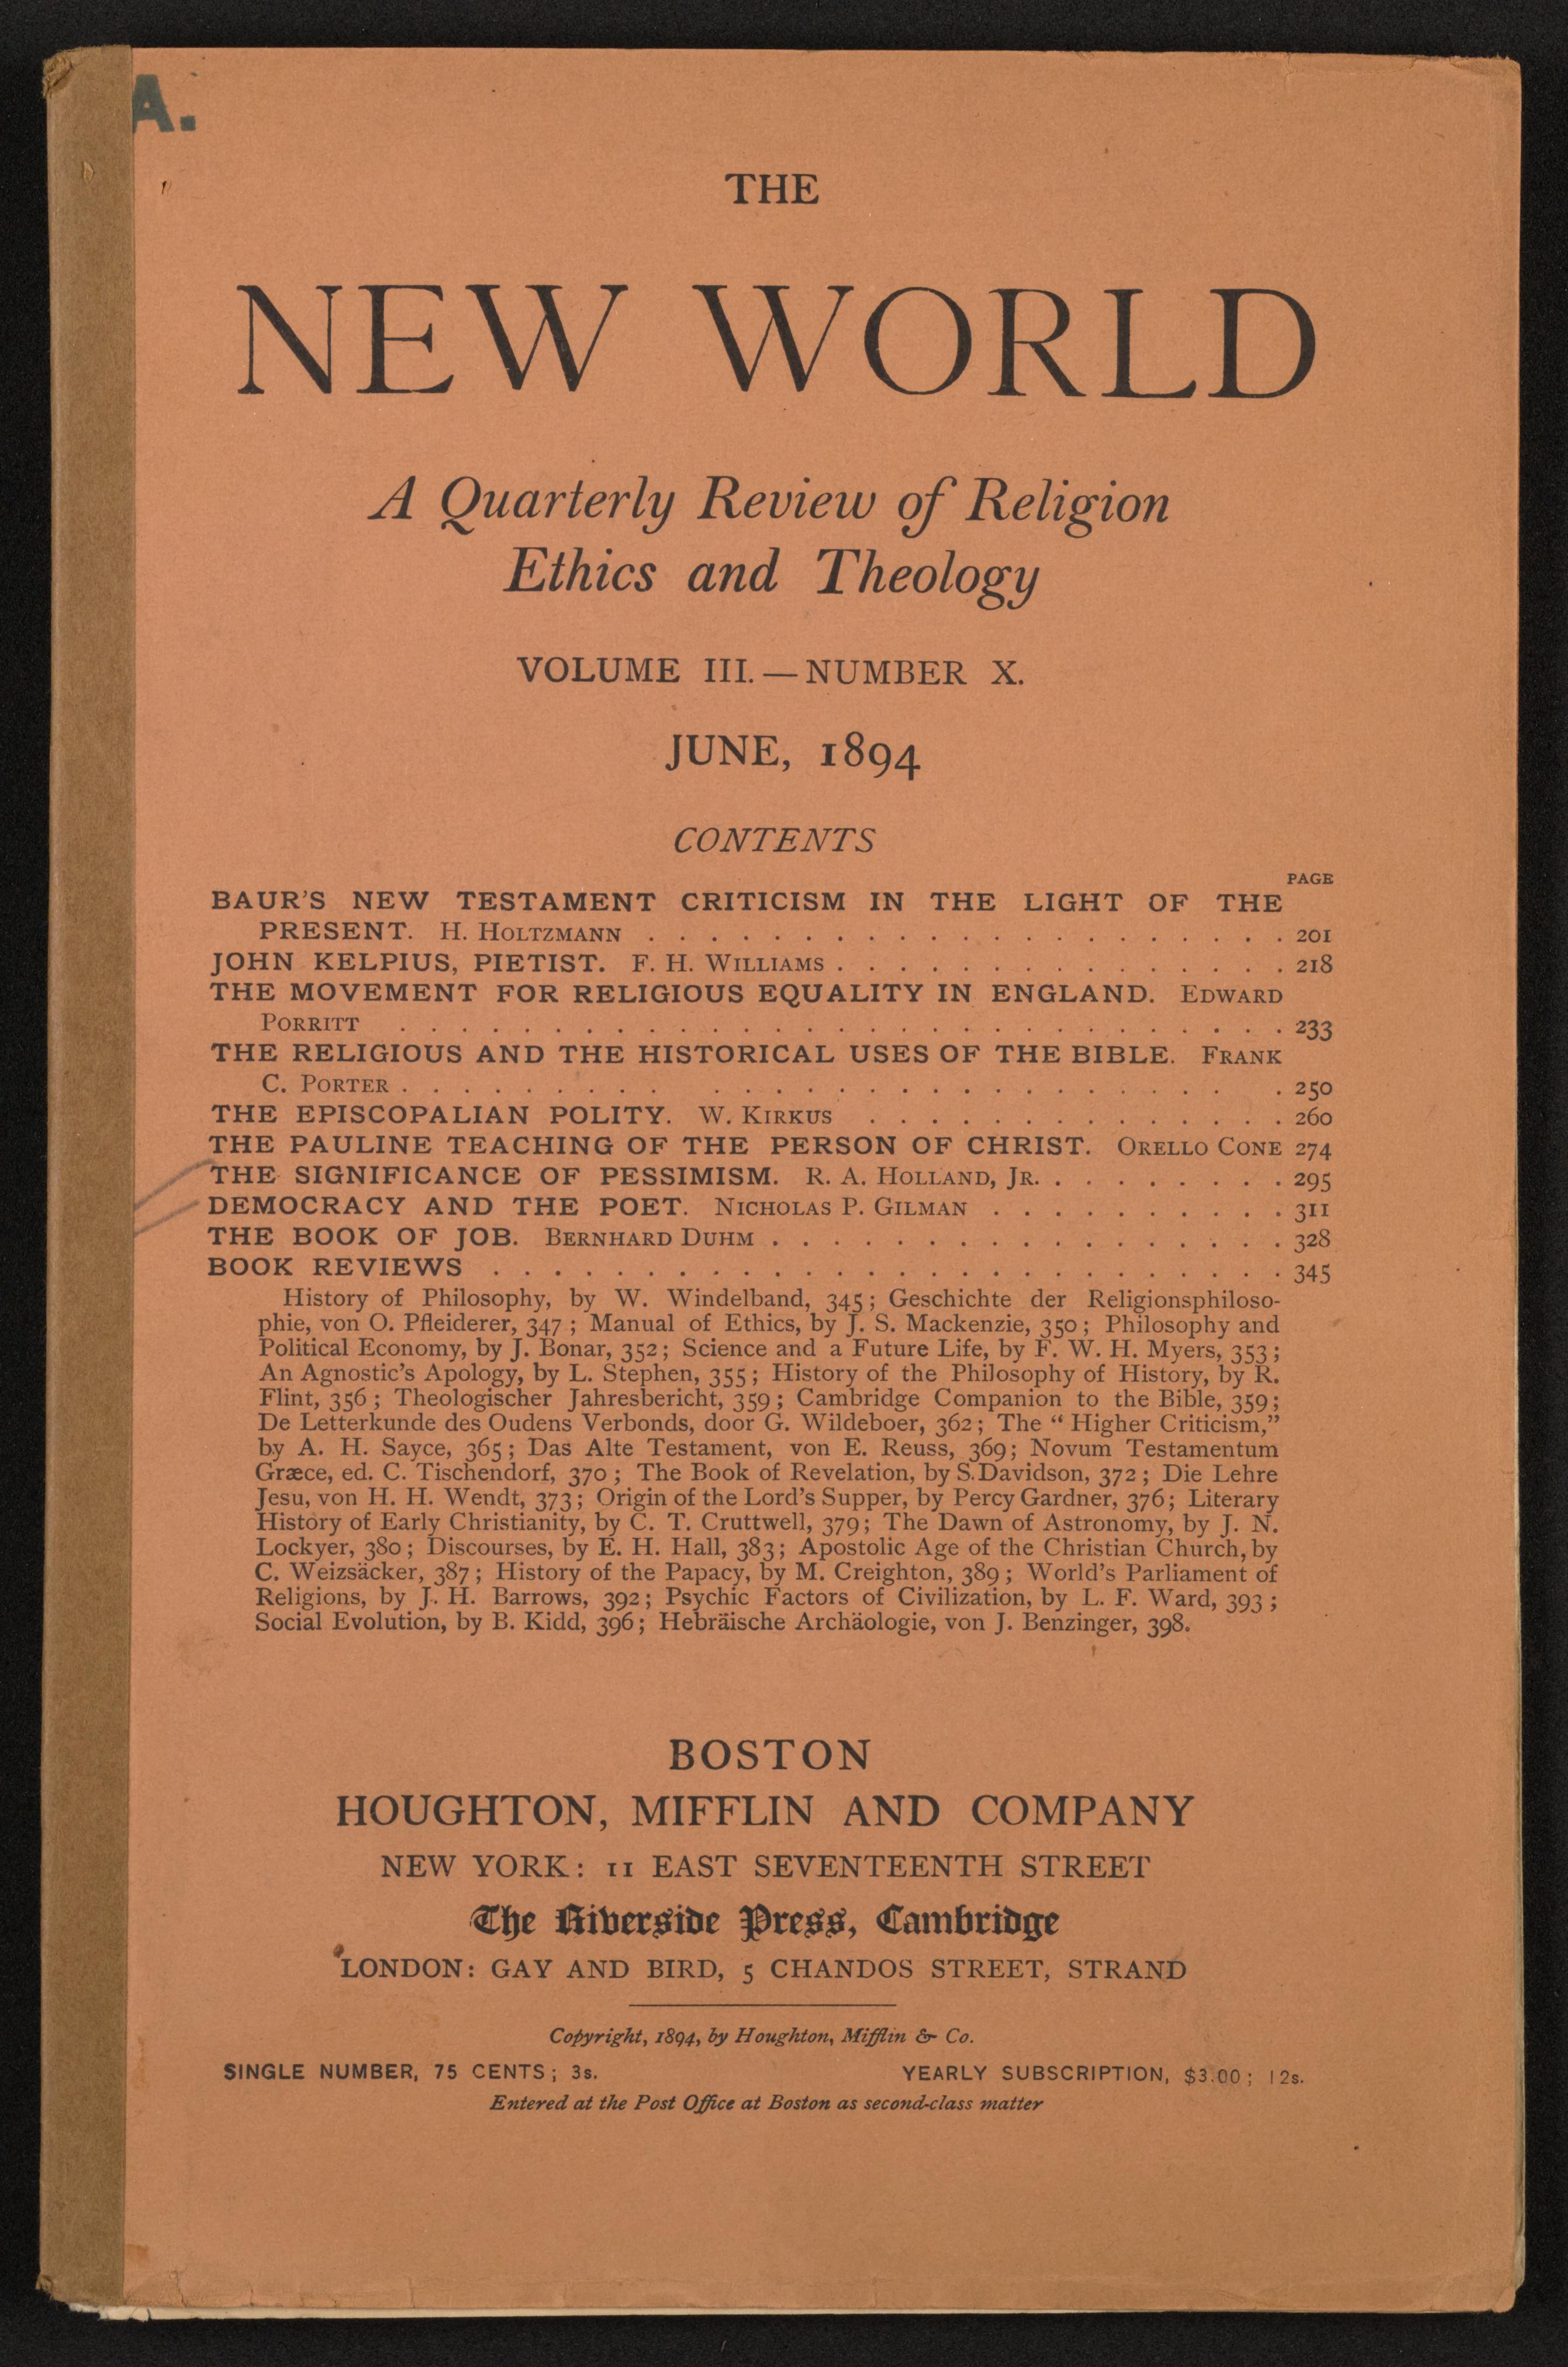 A.
THE
NEW WORLD
A Quarterly Review of Religion
Ethics and Theology
VOLUME III. — NUMBER X.
JUNE, 1894
CONTENTS
PAGE
BAUR'S NEW TESTAMENT CRITICISM IN THE LIGHT OF THE
PRESENT. H. HOLTZMANN . . . . . . . . . . . . . . . . . . . . . 201
JOHN KELPIUS, PIETIST. F. H. WILLIAMS . . . . . . . . . . . . . . . 218
THE MOVEMENT FOR RELIGIOUS EQUALITY IN ENGLAND. EDWARD
PORRITT . . . . . . . . . . . . . . . . . . . . . . . . . . . . . 233
THE RELIGIOUS AND THE HISTORICAL USES OF THE BIBLE. FRANK
C. PORTER . . . . . . . . . . . . . . . . . . . . . . . . . . 250
THE EPISCOPALIAN POLITY. W. KIRKUS . . . . . . . . . . . . . . 260
THE PAULINE TEACHING OF THE PERSON OF CHRIST. ORELLO CONE 274
THE SIGNIFICANCE OF PESSIMISM. R. A. HOLLAND, JR. . . . . . . . . 295
DEMOCRACY AND THE POET. NICHOLAS P. GILMAN . . . . . . . . . . 311
THE BOOK OF JOB. BERNHARD DUHM . . . . . . . . . . . . . . . . . 328
BOOK REVIEWS . . . . . . . . . . . . . . . . . . . . . . . . . . 345
History of Philosophy, by W. Windelband, 345; Geschichte der Religionsphiloso-
phie, von O. Pfleiderer, 347; Manual of Ethics, by J. S. Mackenzie, 350; Philosophy and
Political Economy, by J. Bonar, 352; Science and a Future Life, by F. W. H. Myers, 353;
An Agnostic's Apology, by L. Stephen, 355; History of the Philosophy of History, by R.
Flint, 356; Theologischer Jahresbericht, 359; Cambridge Companion to the Bible, 359;
De Letterkunde des Oudens Verbonds, door G. Wildeboer, 362; The "Higher Criticism,"
by A. H. Sayce, 365; Das Alte Testament, von E. Reuss, 369; Novum Testamentum
Græce, ed. C. Tischendorf, 370; The Book of Revelation, by S. Davidson, 372; Die Lehre
Jesu, von H. H. Wendt, 373; Origin of the Lord's Supper, by Percy Gardner, 376; Literary
History of Early Christianity, by C. T. Cruttwell, 379; The Dawn of Astronomy, by J. N.
Lockyer, 380; Discourses, by E. H. Hall, 383; Apostolic Age of the Christian Church, by
C. Weizsäcker, 387; History of the Papacy, by M. Creighton, 389; World's Parliament of
Religions, by J. H. Barrows, 392; Psychic Factors of Civilization, by L. F. Ward, 393;
Social Evolution, by B. Kidd, 396; Hebräische Archäologie, von J. Benzinger, 398.
BOSTON
HOUGHTON, MIFFLIN AND COMPANY
NEW YORK: 11 EAST SEVENTEENTH STREET
The Riverside Press, Cambridge
LONDON: GAY AND BIRD, 5 CHANDOS STREET, STRAND
Copyright, 1894, by Houghton, Mifflin & Co.
SINGLE NUMBER, 75 CENTS; 3s. YEARLY SUBSCRIPTION, $3.00; 12s.
Entered at the Post Office at Boston as second-class matter